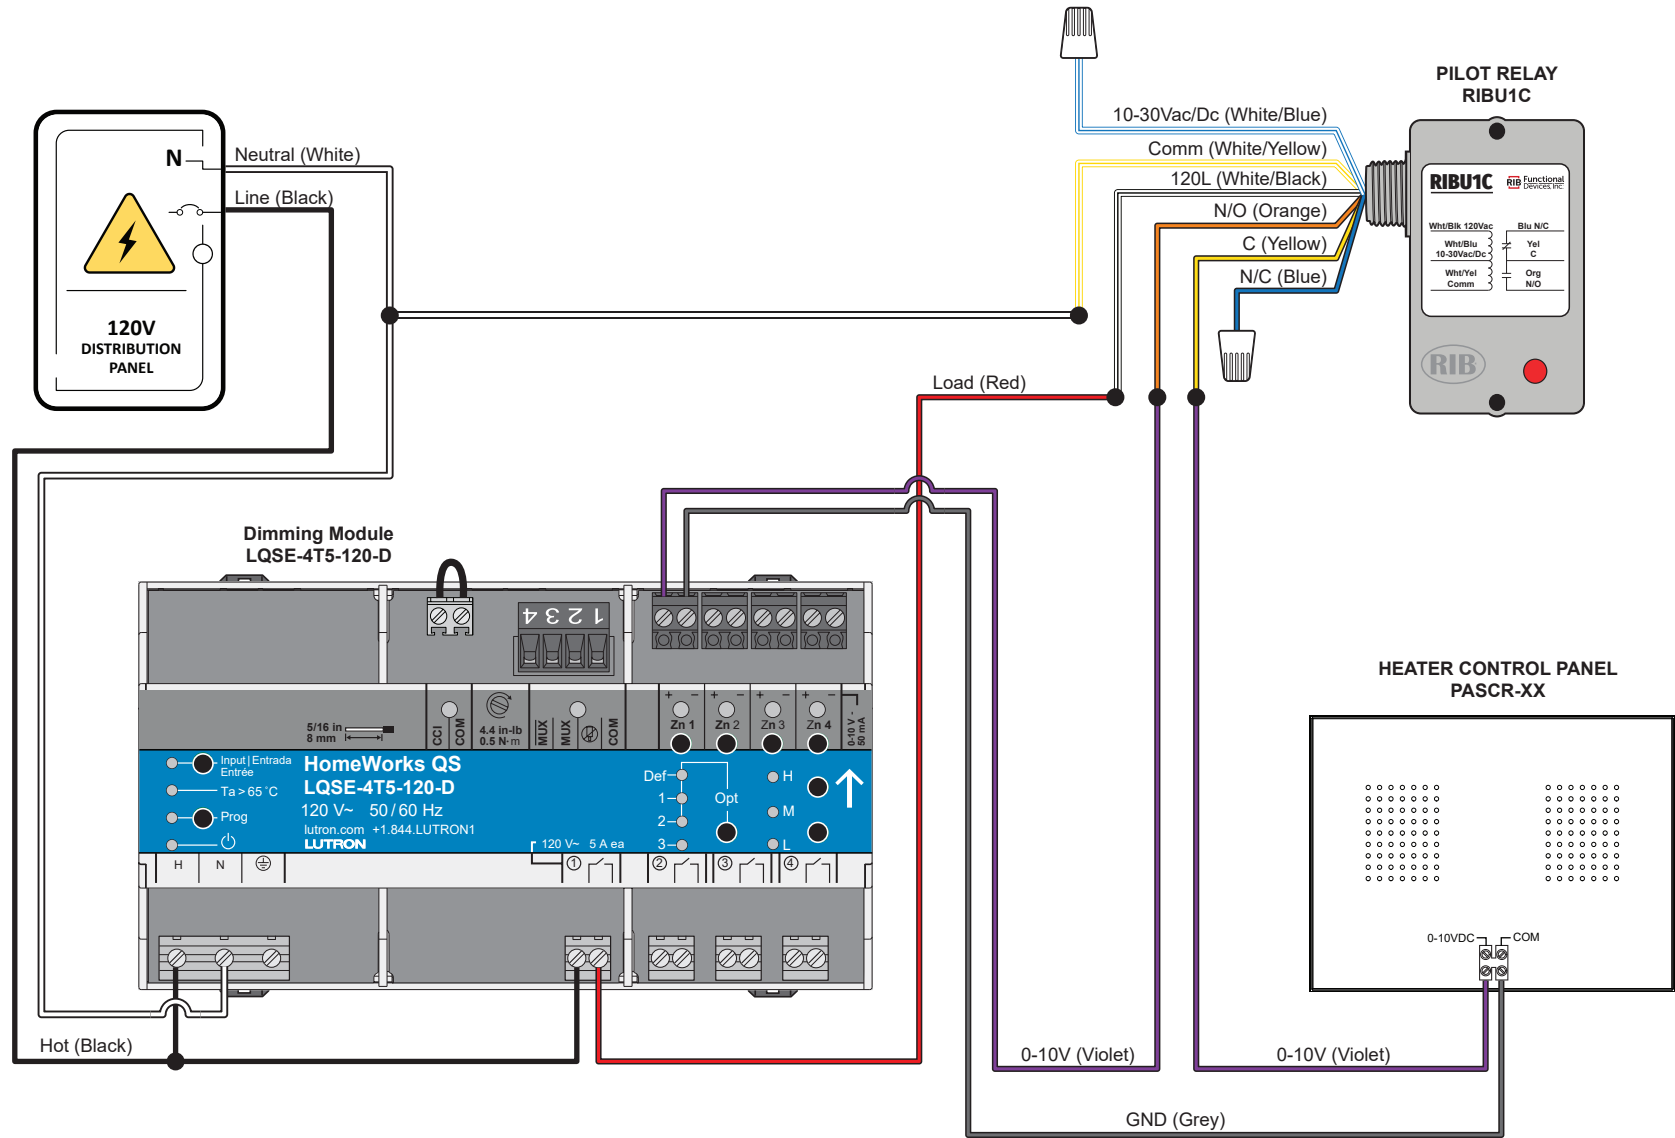 PILOT RELAY
RIBU1C
10-30Vac/Dc (White/Blue)
Comm (White/Yellow)
120L (White/Black)
N/O (Orange)
C (Yellow)
N/C (Blue)
RIBU1C
RIB Functional Devices, Inc.
Wht/Blk 120Vac
Blu N/C
Wht/Blu
10-30Vac/Dc
Yel
C
Wht/Yel
Comm
Org
N/O
RIB
N
Neutral (White)
Line (Black)
120V
DISTRIBUTION
PANEL
Load (Red)
Dimming Module
LQSE-4T5-120-D
1 2 3 4
5/16 in
8 mm
CCI
COM
4.4 in-lb
0.5 N·m
MUX
MUX
COM
+ −
+ −
+ −
+ −
Zn 1
Zn 2
Zn 3
Zn 4
0-10 V -
50 mA
Input|Entrada
Entrée
Ta > 65 °C
Prog
HomeWorks QS
LQSE-4T5-120-D
120 V~ 50 / 60 Hz
lutron.com +1.844.LUTRON1
LUTRON
120 V~ 5 A ea
Def
1
2
3
Opt
H
M
L
H
N
1
2
3
4
Hot (Black)
HEATER CONTROL PANEL
PASCR-XX
0-10VDC
COM
0-10V (Violet)
0-10V (Violet)
GND (Grey)